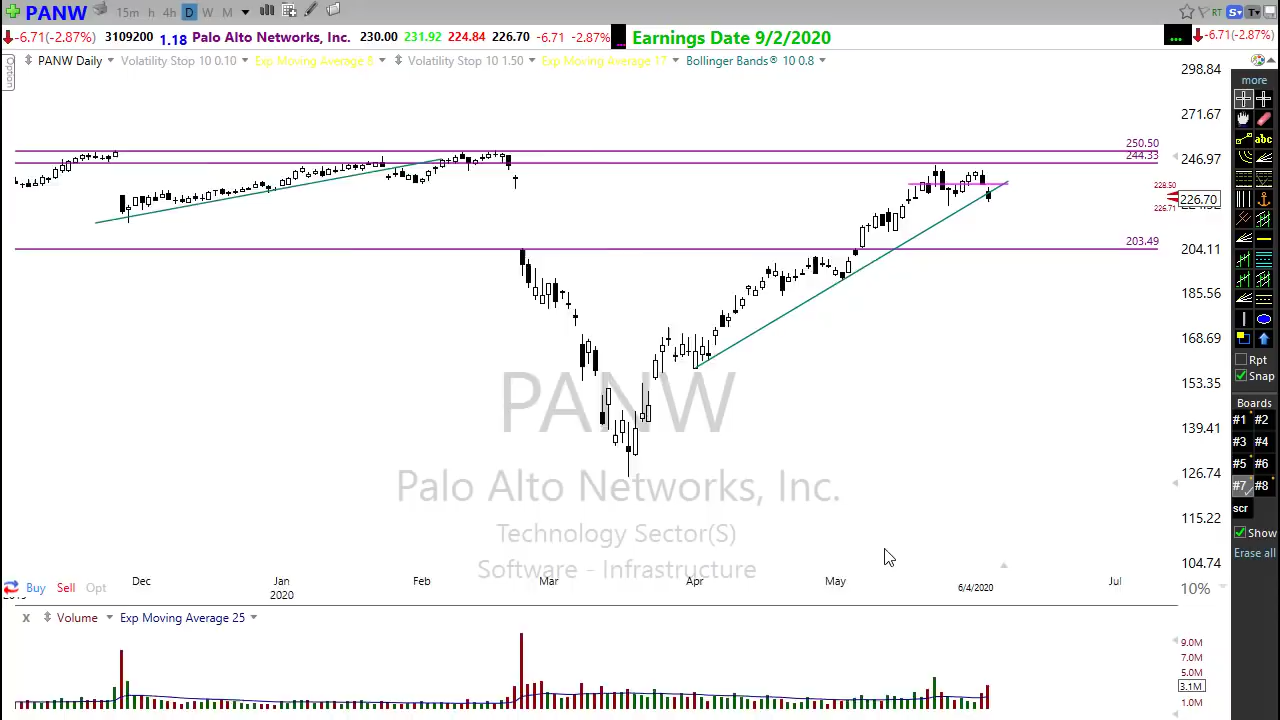 PANW 15m h 4h D W M RT S T
-6.71(-2.87%) 3109200 1.18 Palo Alto Networks, Inc. 230.00 231.92 224.84 226.70 -6.71 -2.87% ... Earnings Date 9/2/2020 ... -6.71(-2.87%)
Option
PANW Daily Volatility Stop 10 0.10 Exp Moving Average 8 Volatility Stop 10 1.50 Exp Moving Average 17 Bollinger Bands® 10 0.8
298.84
271.67
250.50
244.33
246.97
228.50
226.70
226.71
203.49
204.11
185.56
168.69
153.35
139.41
126.74
115.22
104.74
PANW
Palo Alto Networks, Inc.
Technology Sector(S)
Software - Infrastructure
Dec Jan Feb Mar Apr May Jul
2020 6/4/2020
Buy Sell Opt
10%
x Volume Exp Moving Average 25
9.0M
7.0M
5.0M
3.1M
1.0M
more
abc
Rpt
Snap
Boards
#1 #2
#3 #4
#5 #6
#7 #8
scr
Show
Erase all